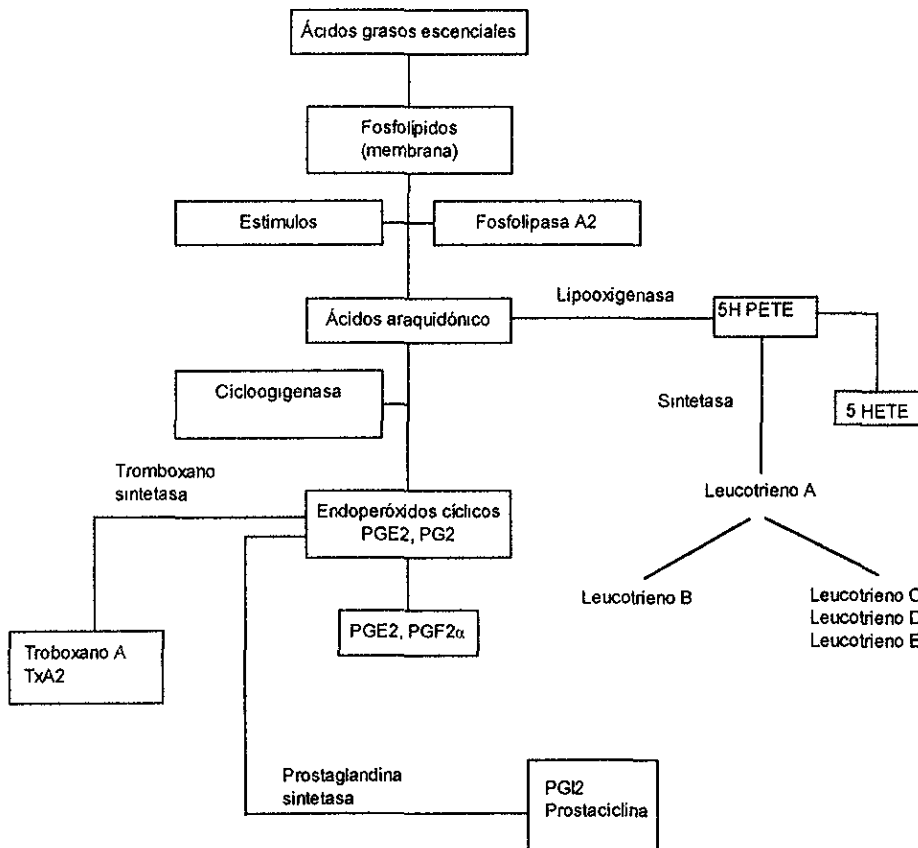 Ácidos grasos escenciales
Fosfolípidos
(membrana)
Estímulos
Fosfolipasa A2
Lipooxigenasa
Ácidos araquidónico
5H PETE
Cicloogigenasa
Sintetasa
5 HETE
Tromboxano
sintetasa
Leucotrieno A
Endoperóxidos cíclicos
PGE2, PG2
Leucotrieno B
Leucotrieno C
Leucotrieno D
Leucotrieno E
PGE2, PGF2α
Troboxano A
TxA2
Prostaglandina
sintetasa
PGI2
Prostaciclina